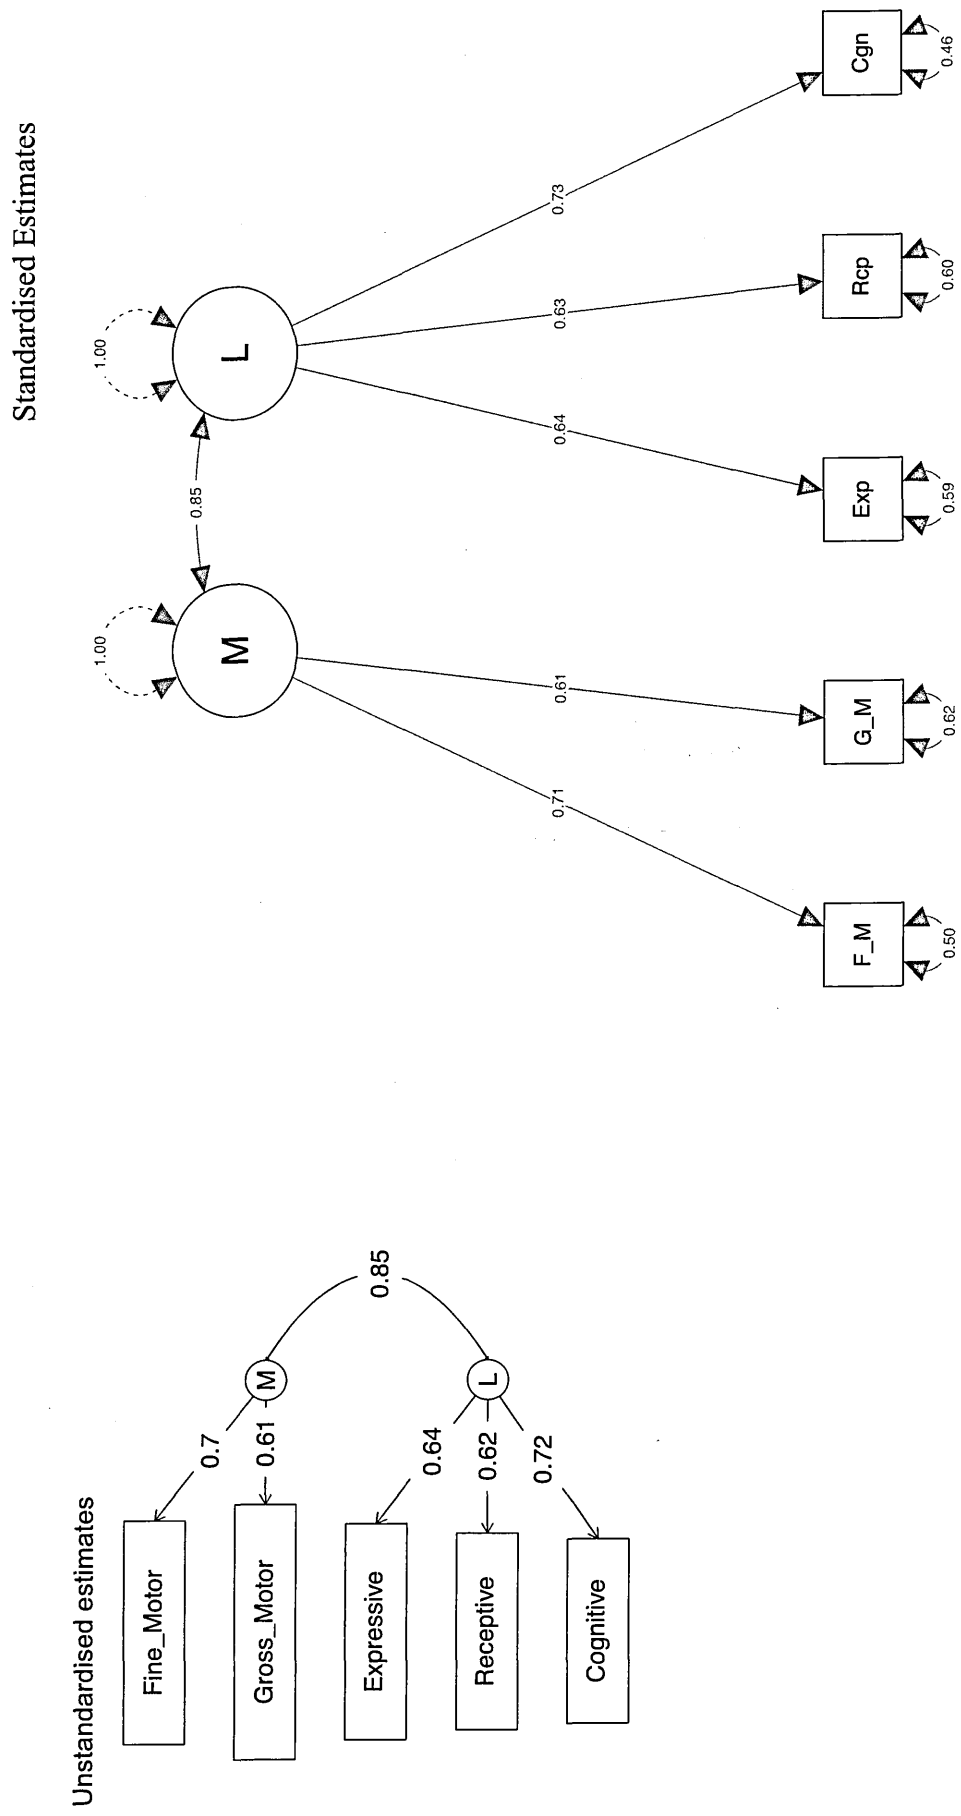 Unstandardised estimates
Fine_Motor
Gross_Motor
Expressive
Receptive
Cognitive
0.7
0.61
0.64
0.62
0.72
M
L
0.85
Standardised Estimates
1.00
1.00
M
0.85
L
0.71
0.61
0.64
0.63
0.73
F_M
G_M
Exp
Rcp
Cgn
0.50
0.62
0.59
0.60
0.46